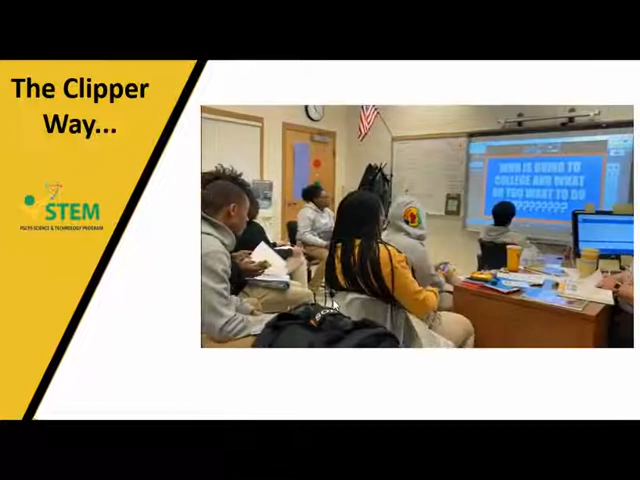 The Clipper
Way...
STEM
WHO IS GOING TO
COLLEGE AND WHAT
DO YOU WANT TO DO